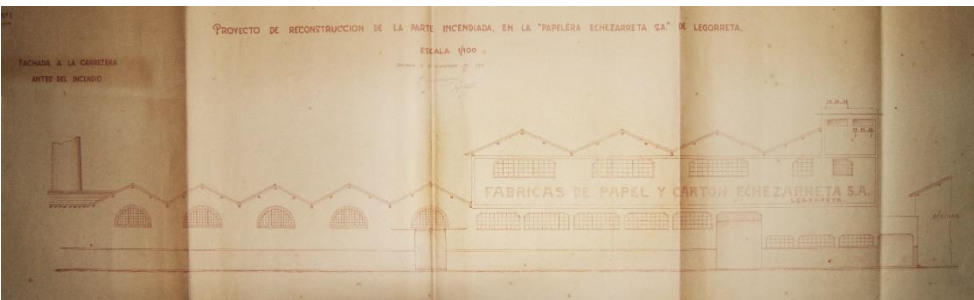 PROYECTO DE RECONSTRUCCION DE LA PARTE INCENDIADA, EN LA "PAPELERA ECHEZARRETA S.A." DE LEGORRETA.
ESCALA 1/100
FACHADA A LA CARRETERA
ANTES DEL INCENDIO
FABRICAS DE PAPEL Y CARTON ECHEZARRETA S.A.
LEGORRETA